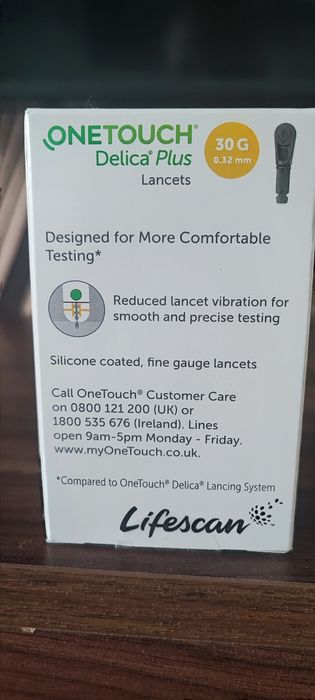 ONETOUCH®
Delica® Plus
Lancets
30 G
0.32 mm
Designed for More Comfortable
Testing*
Reduced lancet vibration for
smooth and precise testing
Silicone coated, fine gauge lancets
Call OneTouch® Customer Care
on 0800 121 200 (UK) or
1800 535 676 (Ireland). Lines
open 9am-5pm Monday - Friday.
www.myOneTouch.co.uk.
*Compared to OneTouch® Delica® Lancing System
Lifescan™